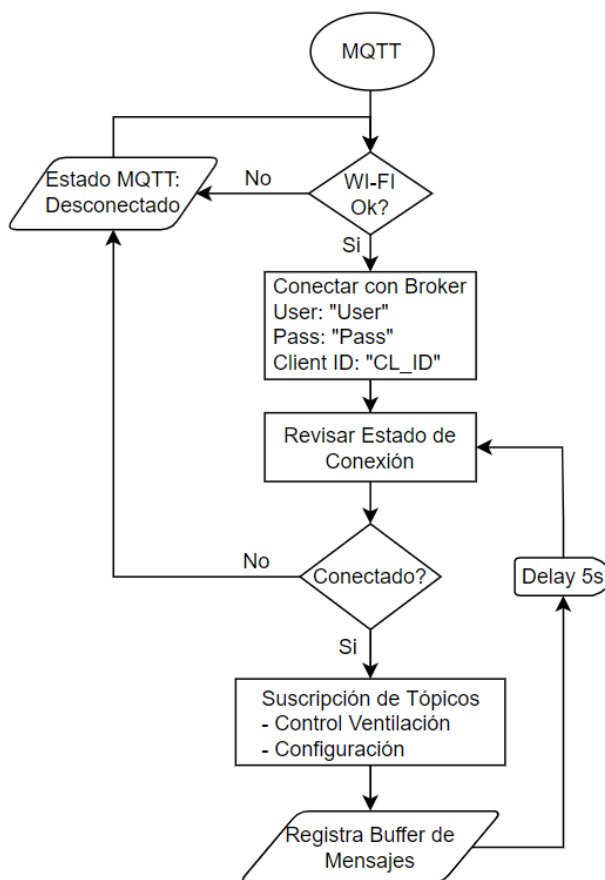 MQTT
Estado MQTT:
Desconectado
No
WI-FI
Ok?
Si
Conectar con Broker
User: "User"
Pass: "Pass"
Client ID: "CL_ID"
Revisar Estado de
Conexión
No
Conectado?
Delay 5s
Si
Suscripción de Tópicos
- Control Ventilación
- Configuración
Registra Buffer de
Mensajes